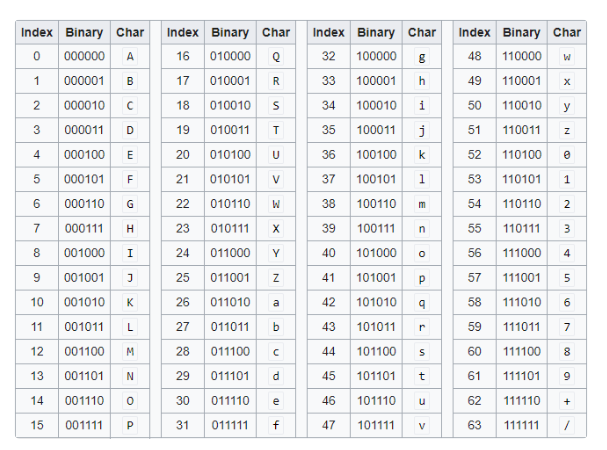 Index Binary Char Index Binary Char Index Binary Char Index Binary Char
0 000000 A 16 010000 Q 32 100000 g 48 110000 w
1 000001 B 17 010001 R 33 100001 h 49 110001 x
2 000010 C 18 010010 S 34 100010 i 50 110010 y
3 000011 D 19 010011 T 35 100011 j 51 110011 z
4 000100 E 20 010100 U 36 100100 k 52 110100 0
5 000101 F 21 010101 V 37 100101 l 53 110101 1
6 000110 G 22 010110 W 38 100110 m 54 110110 2
7 000111 H 23 010111 X 39 100111 n 55 110111 3
8 001000 I 24 011000 Y 40 101000 o 56 111000 4
9 001001 J 25 011001 Z 41 101001 p 57 111001 5
10 001010 K 26 011010 a 42 101010 q 58 111010 6
11 001011 L 27 011011 b 43 101011 r 59 111011 7
12 001100 M 28 011100 c 44 101100 s 60 111100 8
13 001101 N 29 011101 d 45 101101 t 61 111101 9
14 001110 O 30 011110 e 46 101110 u 62 111110 +
15 001111 P 31 011111 f 47 101111 v 63 111111 /